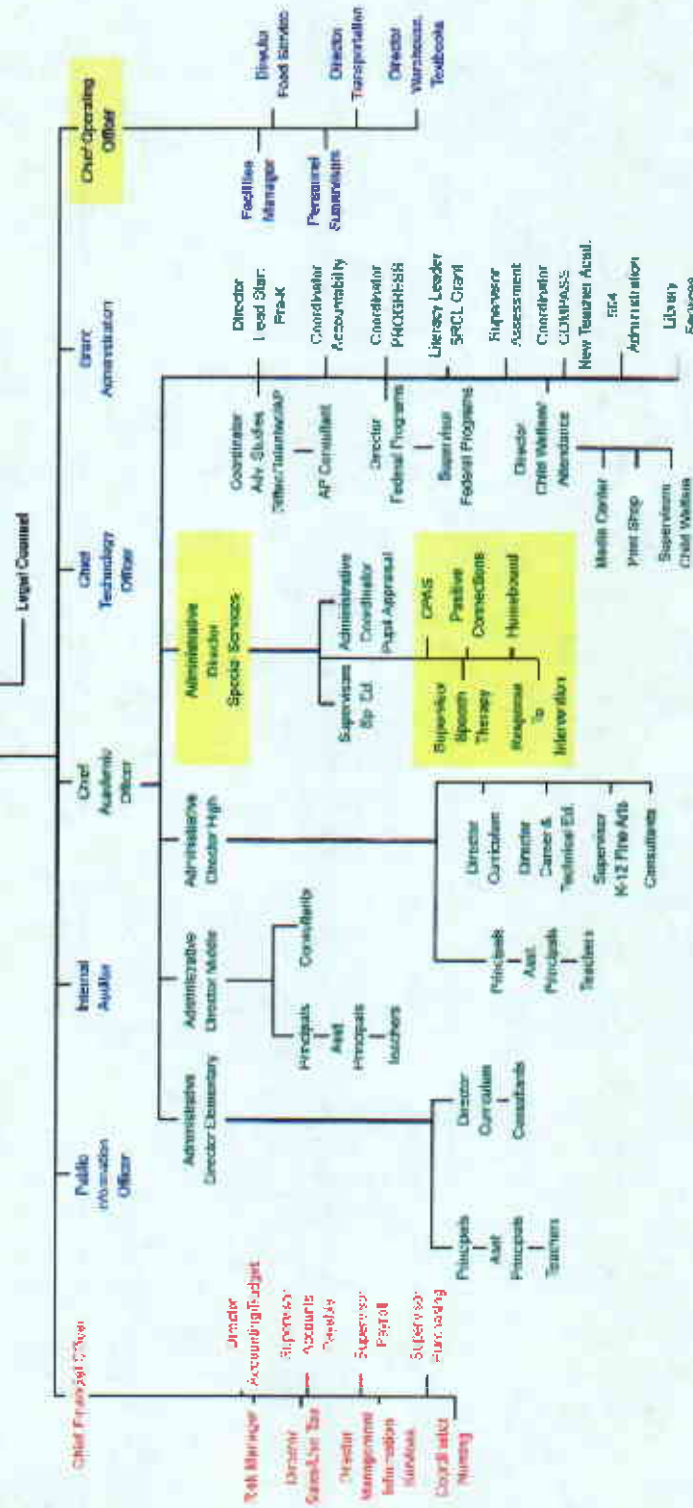 Legal Counsel
Chief Financial Officer
Public
Information
Officer
Internal
Auditor
Chief
Academic
Officer
Chief
Technology
Officer
Grant
Administration
Chief Operating
Officer
Risk Manager
Director
Accounting/Budget
Director
Sales/Use Tax
Supervisor
Accounts
Payable
Director
Management
Information
Services
Supervisor
Payroll
Coordinator
Nursing
Supervisor
Purchasing
Administrative
Director Elementary
Principals
Asst
Principals
Teachers
Director
Curriculum
Consultants
Administrative
Director Middle
Principals
Asst
Principals
Teachers
Consultants
Administrative
Director High
Principals
Asst
Principals
Teachers
Director
Curriculum
Director
Career &
Technical Ed.
Supervisor
K-12 Fine Arts
Consultants
Administrative
Director
Special Services
Supervisors
Sp Ed.
Administrative
Coordinator
Pupil Appraisal
Supervisor
Speech
Therapy
Response
To
Intervention
CPAS
Positive
Connections
Homebound
Coordinator
Adv. Studies
AP Consultant
Director
Federal Programs
Supervisor
Federal Programs
Director
Child Welfare/
Attendance
Media Center
Print Shop
Supervisors
Child Welfare
Director
Head Start
Pre-K
Coordinator
Accountability
Coordinator
PROGRESS
Literacy Leader
SRCL Grant
Supervisor
Assessment
Coordinator
COMPASS
New Teacher Acad.
504
Administration
Library
Services
Facilities
Manager
Director
Food Service
Personnel
Supervisors
Director
Transportation
Director
Warehouse,
Textbooks